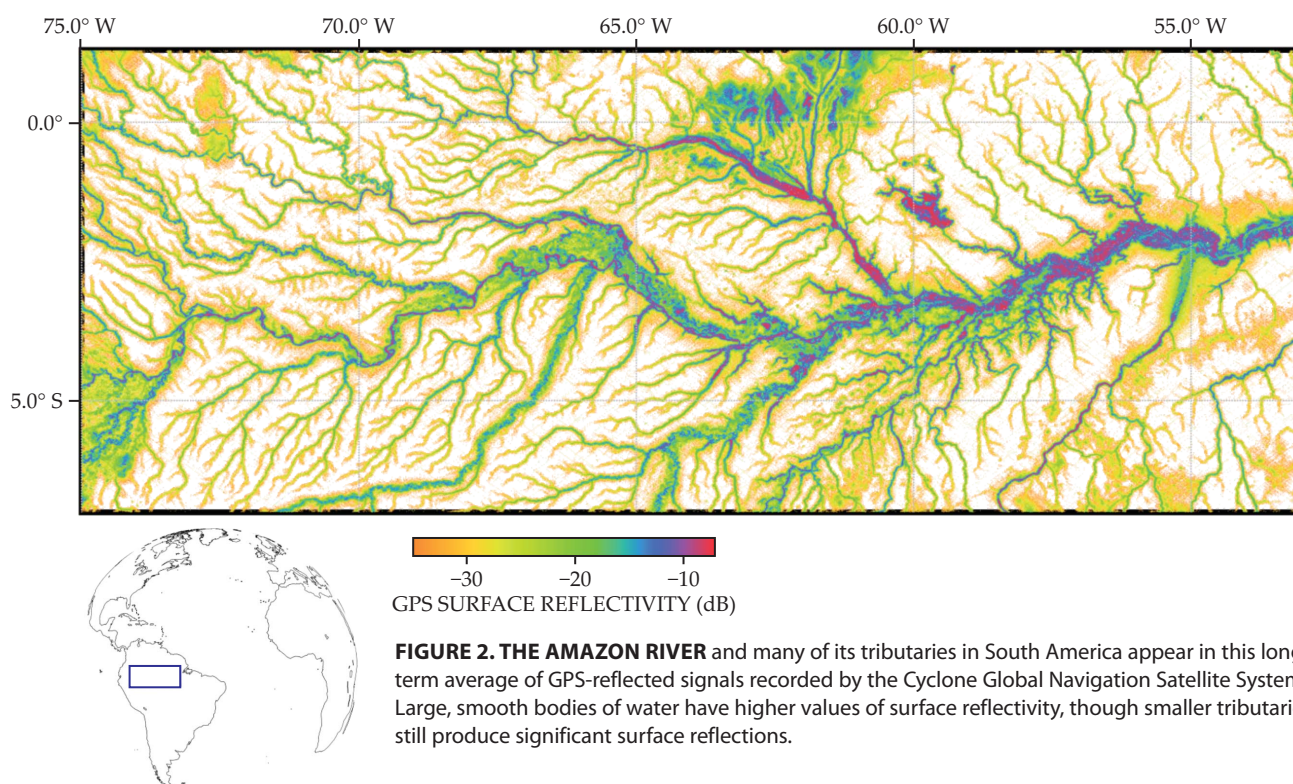 75.0° W 70.0° W 65.0° W 60.0° W 55.0° W
0.0°
5.0° S
−30 −20 −10
GPS SURFACE REFLECTIVITY (dB)
FIGURE 2. THE AMAZON RIVER and many of its tributaries in South America appear in this long
term average of GPS-reflected signals recorded by the Cyclone Global Navigation Satellite System
Large, smooth bodies of water have higher values of surface reflectivity, though smaller tributari
still produce significant surface reflections.